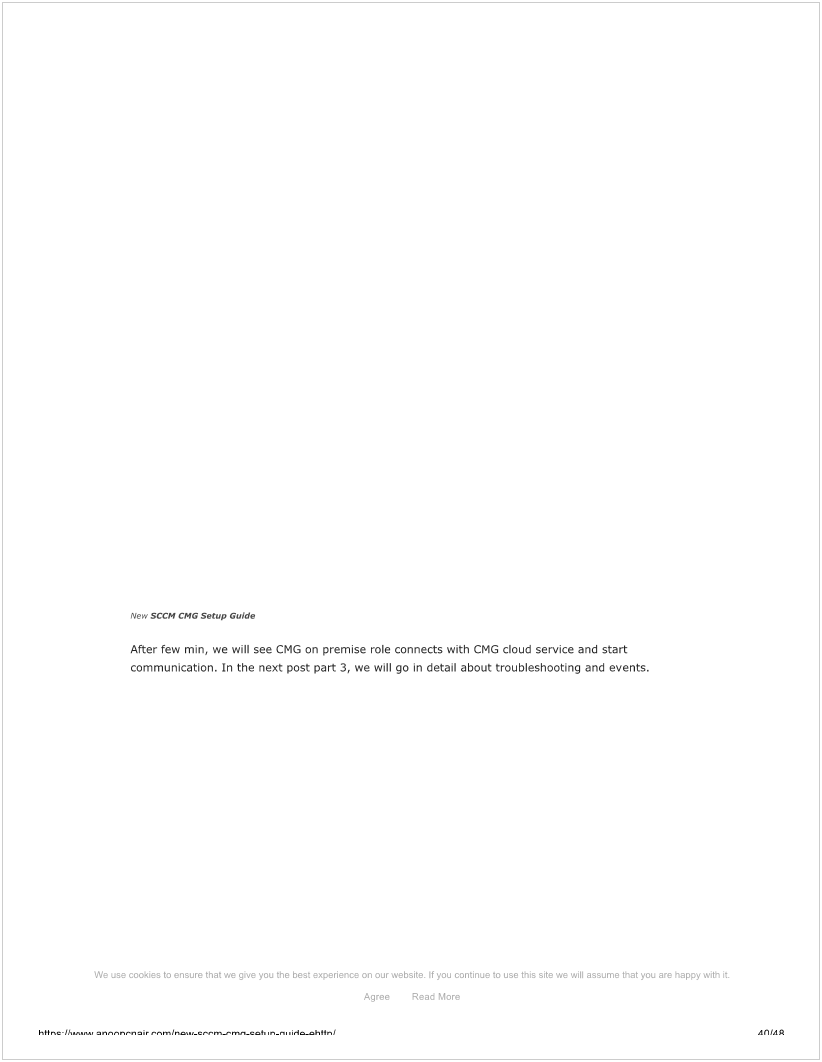 New SCCM CMG Setup Guide
After few min, we will see CMG on premise role connects with CMG cloud service and start
communication. In the next post part 3, we will go in detail about troubleshooting and events.
We use cookies to ensure that we give you the best experience on our website. If you continue to use this site we will assume that you are happy with it.
Agree Read More
https://www.anoopcnair.com/new-sccm-cmg-setup-guide-ehttp/ 40/48